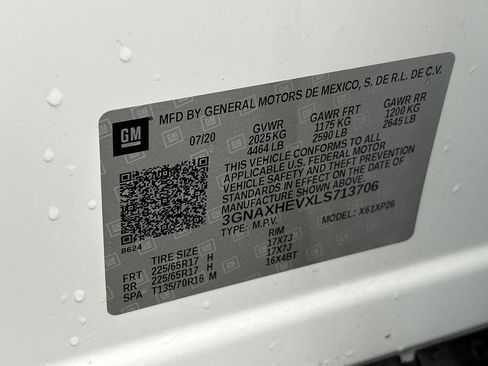 MFD BY GENERAL MOTORS DE MEXICO, S. DE R.L. DE C.V.
GM
07/20
GVWR GAWR FRT GAWR RR
2025 KG 1175 KG 1200 KG
4464 LB 2590 LB 2645 LB
THIS VEHICLE CONFORMS TO ALL
APPLICABLE U.S. FEDERAL MOTOR
VEHICLE SAFETY AND THEFT PREVENTION
STANDARDS IN EFFECT ON THE DATE OF
MANUFACTURE SHOWN ABOVE.
3GNAXHEVXLS713706
TYPE: M.P.V. MODEL: X61XP26
8624
TIRE SIZE RIM
FRT 225/65R17 H 17X7J
RR 225/65R17 H 17X7J
SPA T135/70R16 M 16X4BT